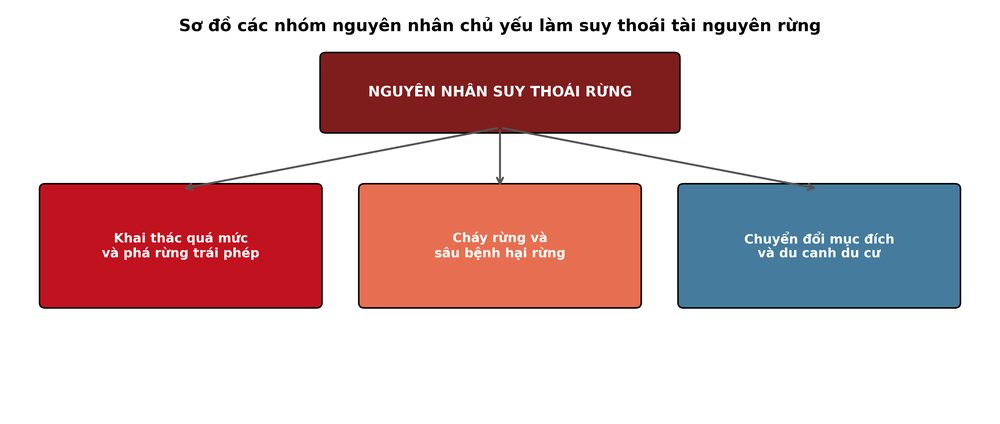 Sơ đồ các nhóm nguyên nhân chủ yếu làm suy thoái tài nguyên rừng
NGUYÊN NHÂN SUY THOÁI RỪNG
Khai thác quá mức
và phá rừng trái phép
Cháy rừng và
sâu bệnh hại rừng
Chuyển đổi mục đích
và du canh du cư